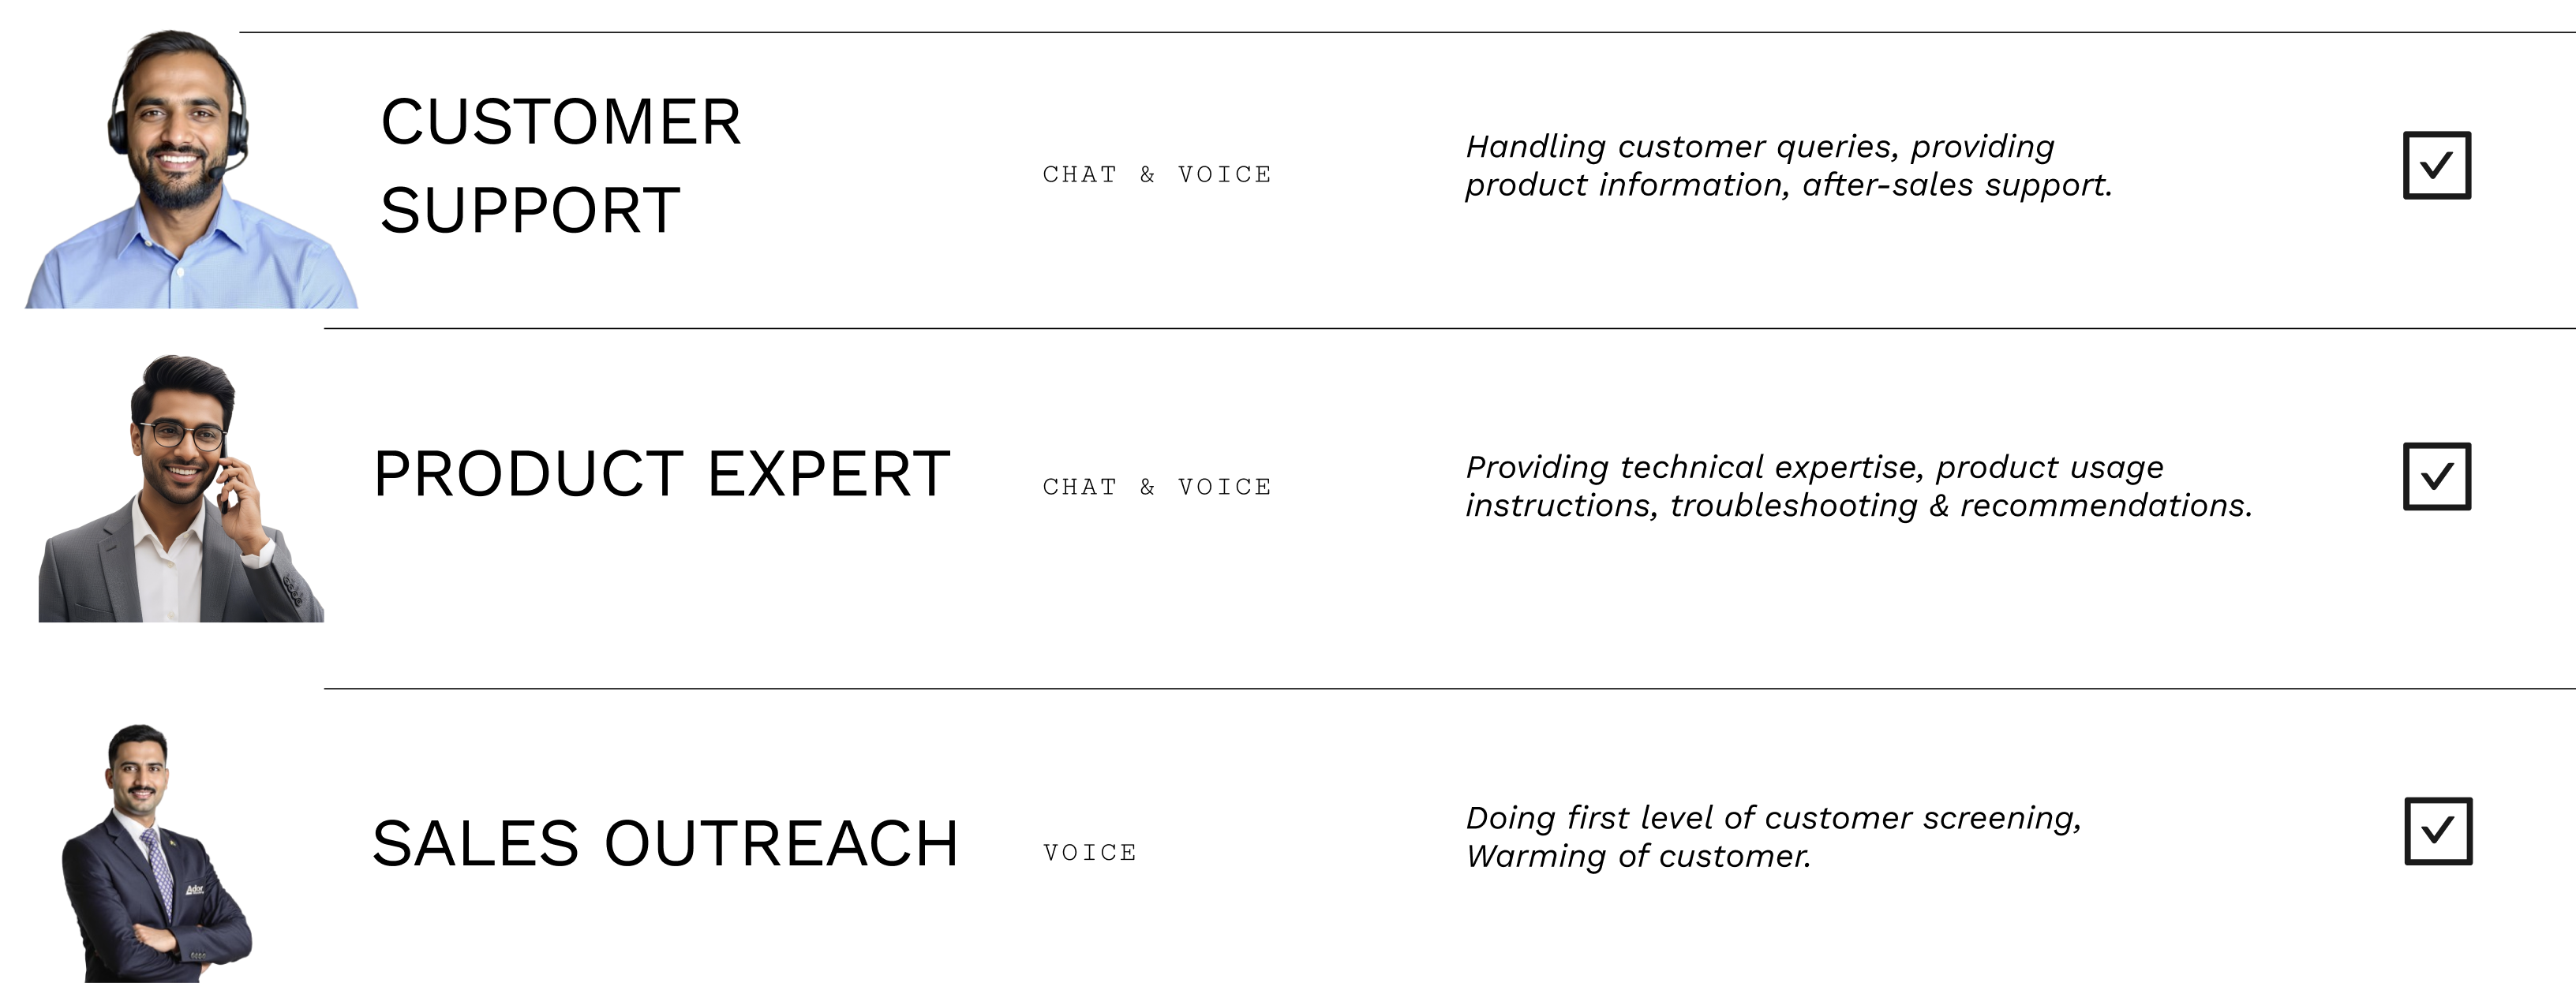 CUSTOMER
SUPPORT
CHAT & VOICE
Handling customer queries, providing
product information, after-sales support.
PRODUCT EXPERT
CHAT & VOICE
Providing technical expertise, product usage
instructions, troubleshooting & recommendations.
SALES OUTREACH
VOICE
Doing first level of customer screening,
Warming of customer.
Ador